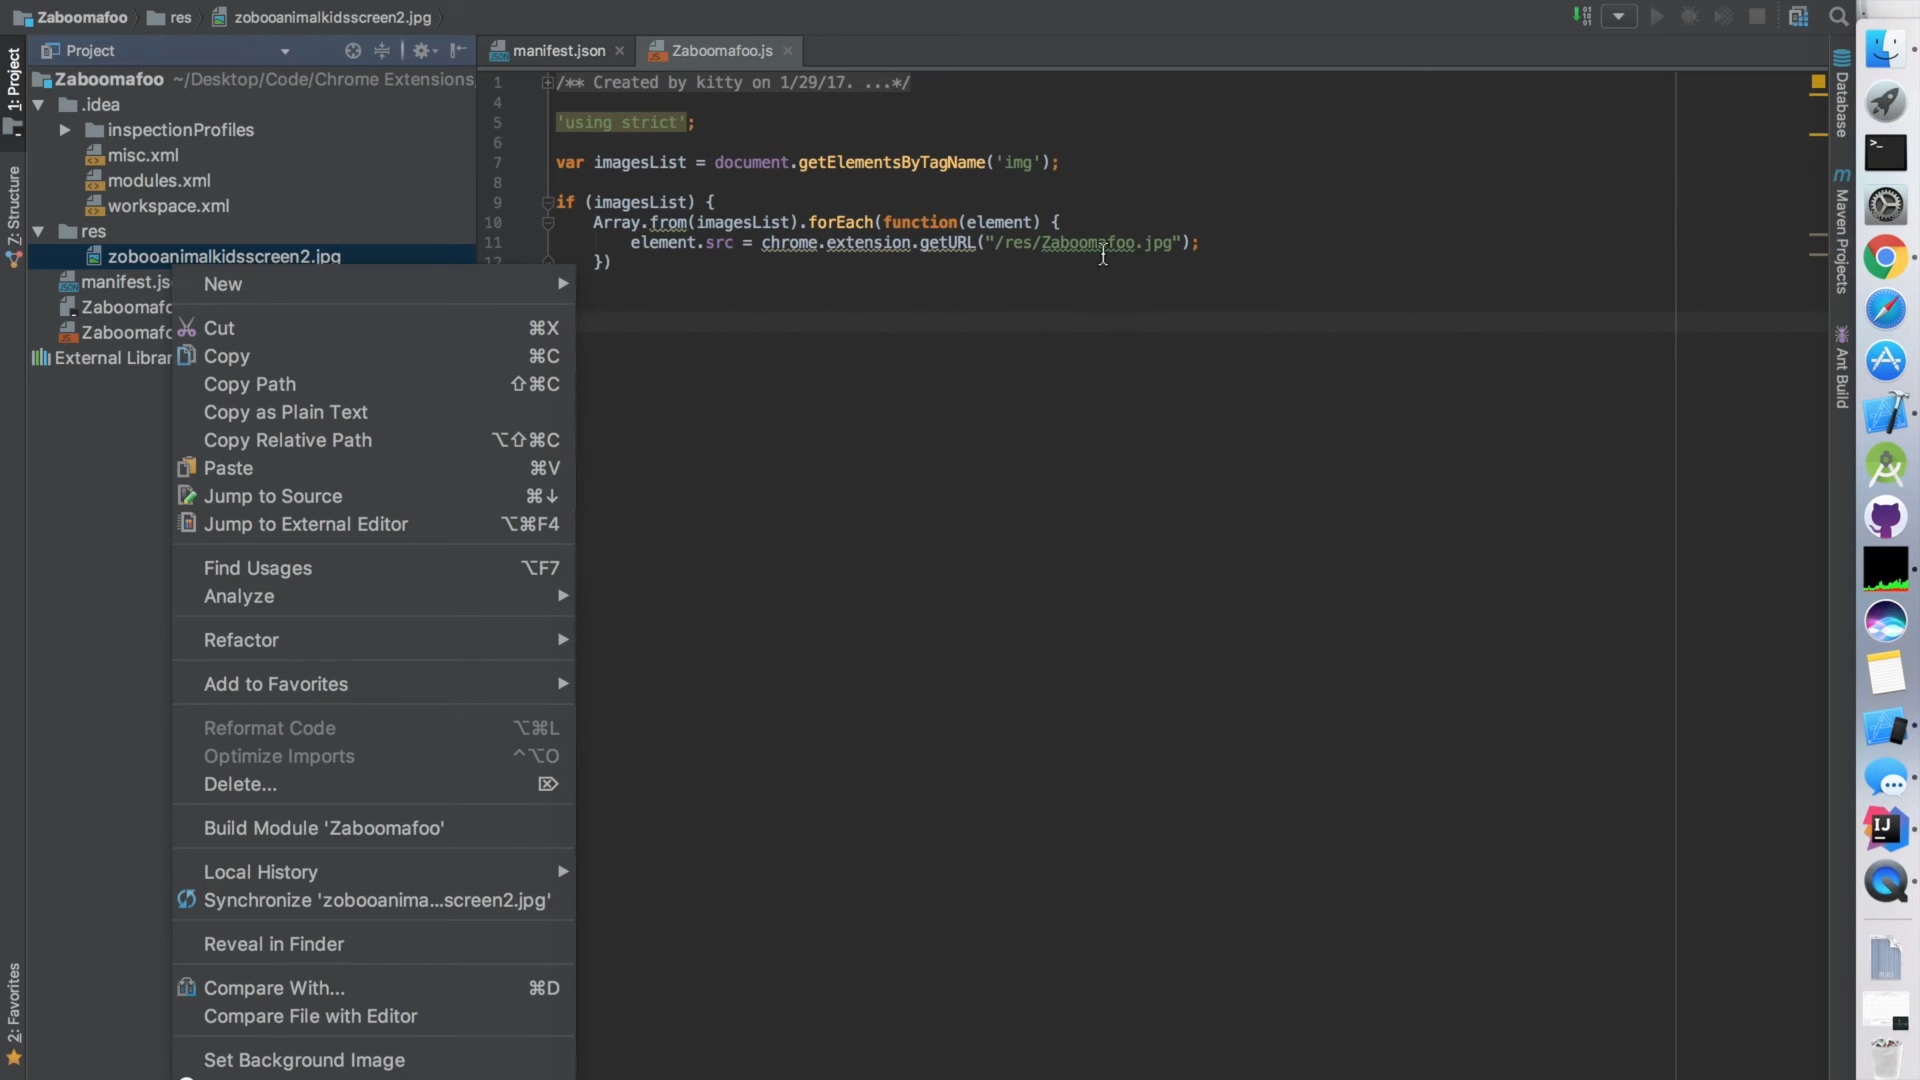 Zaboomafoo res zobooanimalkidsscreen2.jpg
Project
manifest.json
Zaboomafoo.js
1: Project
Zaboomafoo ~/Desktop/Code/Chrome Extensions
.idea
inspectionProfiles
misc.xml
modules.xml
workspace.xml
res
zobooanimalkidsscreen2.jpg
manifest.js
Zaboomafo
Zaboomafo
External Librar
Z: Structure
2: Favorites
New
Cut ⌘X
Copy ⌘C
Copy Path ⇧⌘C
Copy as Plain Text
Copy Relative Path ⌥⇧⌘C
Paste ⌘V
Jump to Source ⌘↓
Jump to External Editor ⌥⌘F4
Find Usages ⌥F7
Analyze
Refactor
Add to Favorites
Reformat Code ⌥⌘L
Optimize Imports ^⌥O
Delete... ⌦
Build Module 'Zaboomafoo'
Local History
Synchronize 'zobooanima...screen2.jpg'
Reveal in Finder
Compare With... ⌘D
Compare File with Editor
Set Background Image
1 /** Created by kitty on 1/29/17. ...*/
4
5 'using strict';
6
7 var imagesList = document.getElementsByTagName('img');
8
9 if (imagesList) {
10 Array.from(imagesList).forEach(function(element) {
11 element.src = chrome.extension.getURL("/res/Zaboomafoo.jpg");
12 })
Database
m Maven Projects
Ant Build
IJ